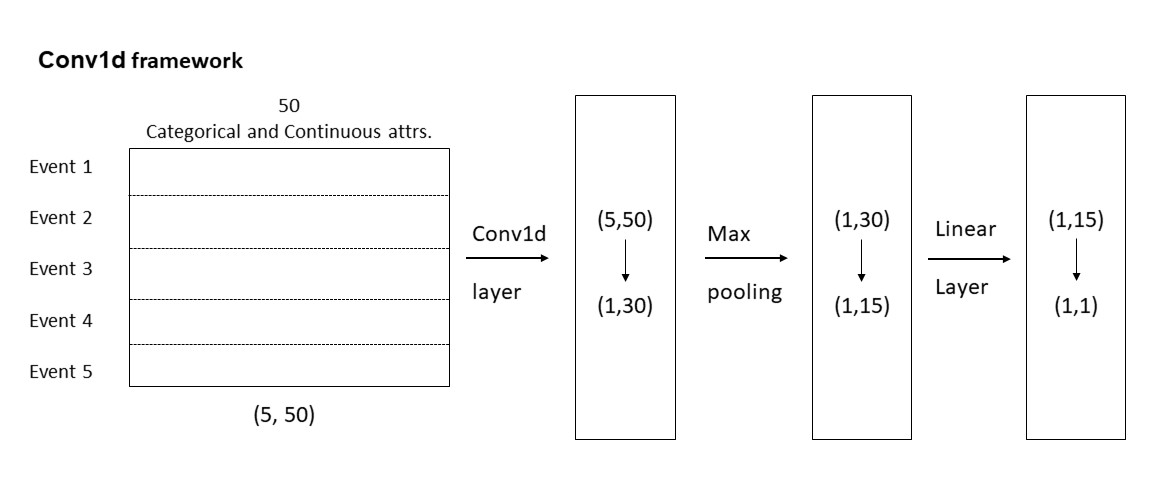 Conv1d framework
50
Categorical and Continuous attrs.
Event 1
Event 2
Event 3
Event 4
Event 5
(5, 50)
Conv1d
layer
(5,50)
(1,30)
Max
pooling
(1,30)
(1,15)
Linear
Layer
(1,15)
(1,1)